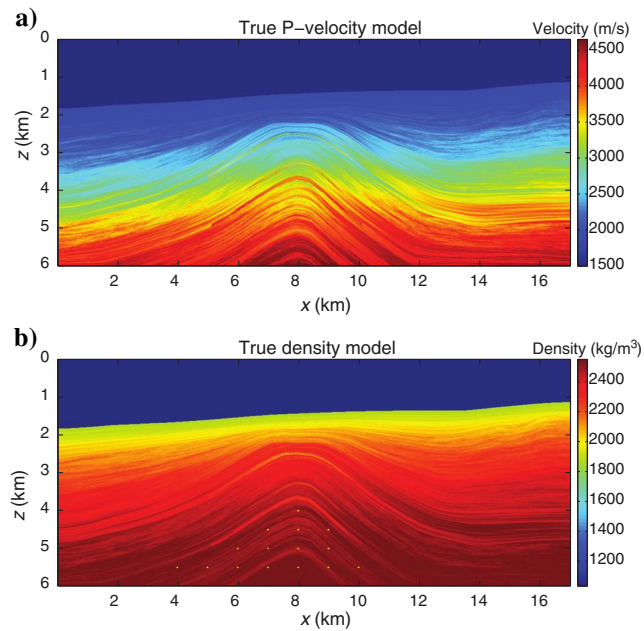 a)
True P−velocity model
Velocity (m/s)
0
1
2
3
4
5
6
z (km)
2 4 6 8 10 12 14 16
x (km)
4500
4000
3500
3000
2500
2000
1500
b)
True density model
Density (kg/m³)
0
1
2
3
4
5
6
z (km)
2 4 6 8 10 12 14 16
x (km)
2400
2200
2000
1800
1600
1400
1200